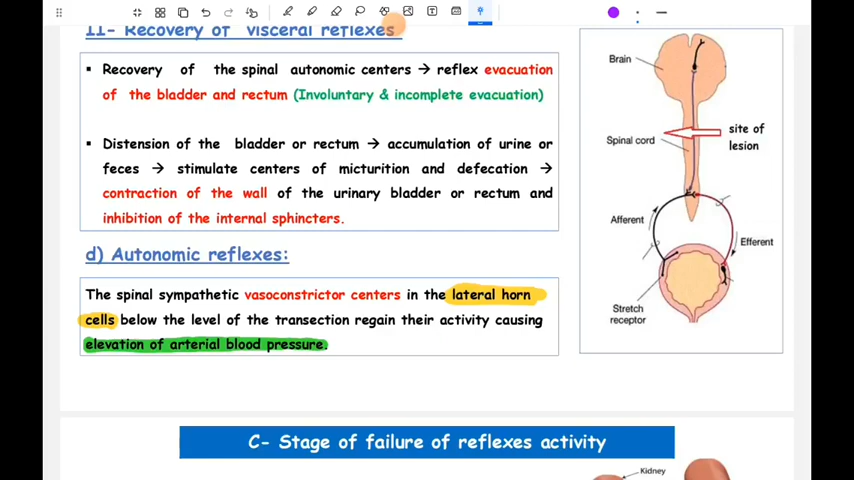 11- Recovery of visceral reflexes
▪ Recovery of the spinal autonomic centers → reflex evacuation
of the bladder and rectum (Involuntary & incomplete evacuation)
▪ Distension of the bladder or rectum → accumulation of urine or
feces → stimulate centers of micturition and defecation →
contraction of the wall of the urinary bladder or rectum and
inhibition of the internal sphincters.
d) Autonomic reflexes:
The spinal sympathetic vasoconstrictor centers in the lateral horn
cells below the level of the transection regain their activity causing
elevation of arterial blood pressure.
Brain
site of
lesion
Spinal cord
Afferent
Efferent
Stretch
receptor
C- Stage of failure of reflexes activity
Kidney